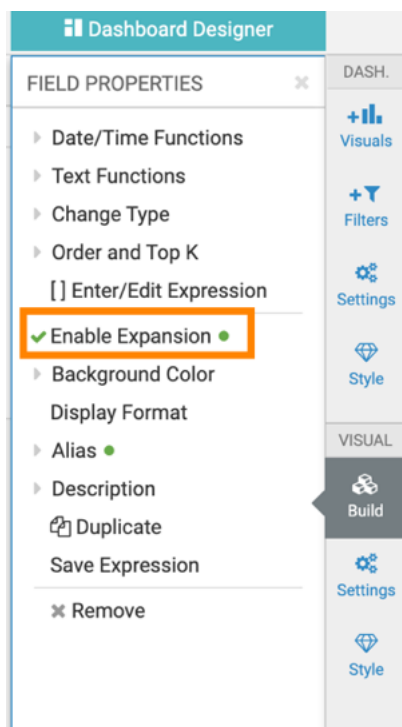 Dashboard Designer
FIELD PROPERTIES
Date/Time Functions
Text Functions
Change Type
Order and Top K
[ ] Enter/Edit Expression
Enable Expansion
Background Color
Display Format
Alias
Description
Duplicate
Save Expression
Remove
DASH.
Visuals
Filters
Settings
Style
VISUAL
Build
Settings
Style